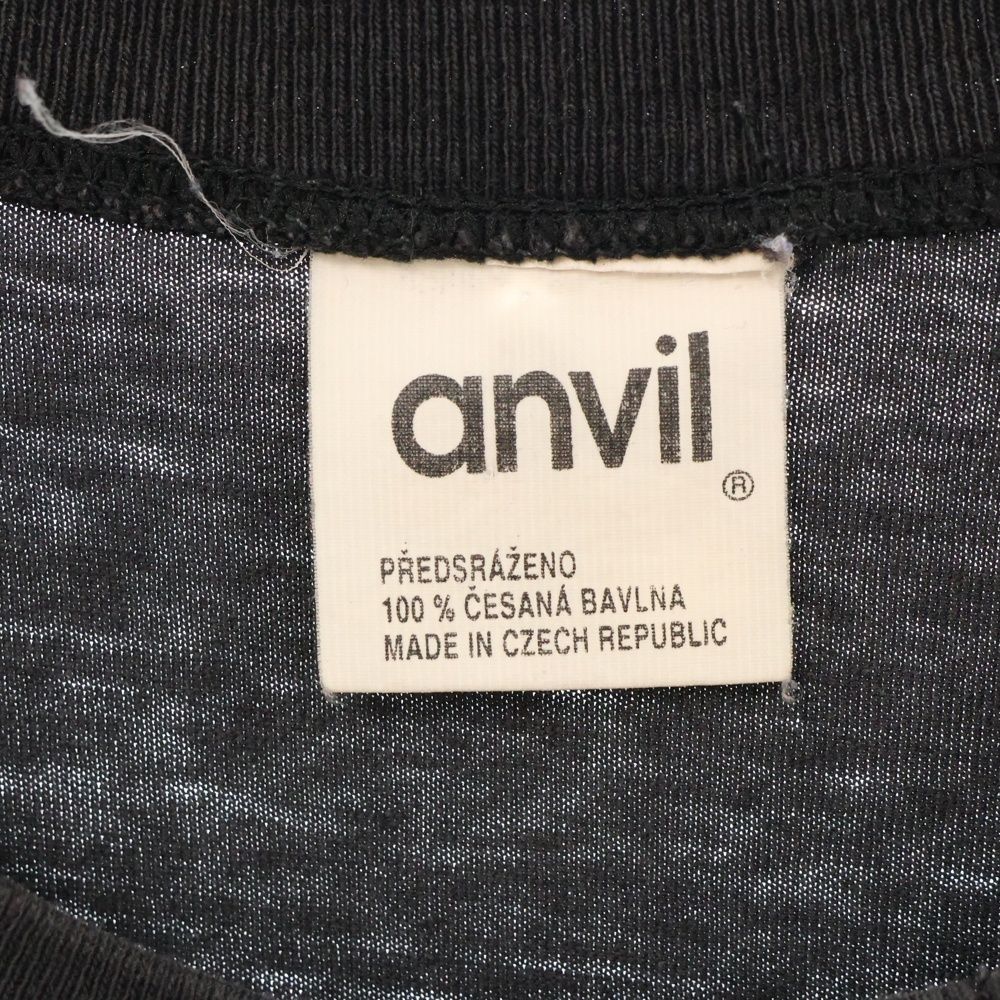 anvil
®
PŘEDSRÁŽENO
100 % ČESANÁ BAVLNA
MADE IN CZECH REPUBLIC